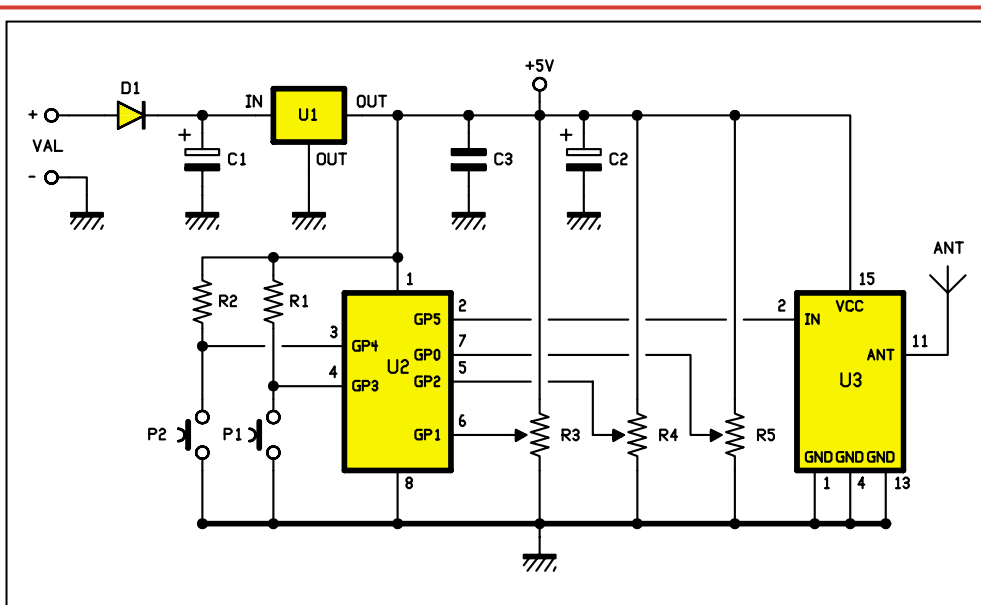 +5V
D1
+
VAL
-
IN
U1
OUT
OUT
+
C1
C3
+
C2
ANT
R2
R1
1
15
2
2
VCC
IN
GP5
3
GP4
7
GP0
11
ANT
U2
4
GP3
5
GP2
U3
P2
P1
6
GP1
R3
R4
R5
GND GND GND
8
1
4
13